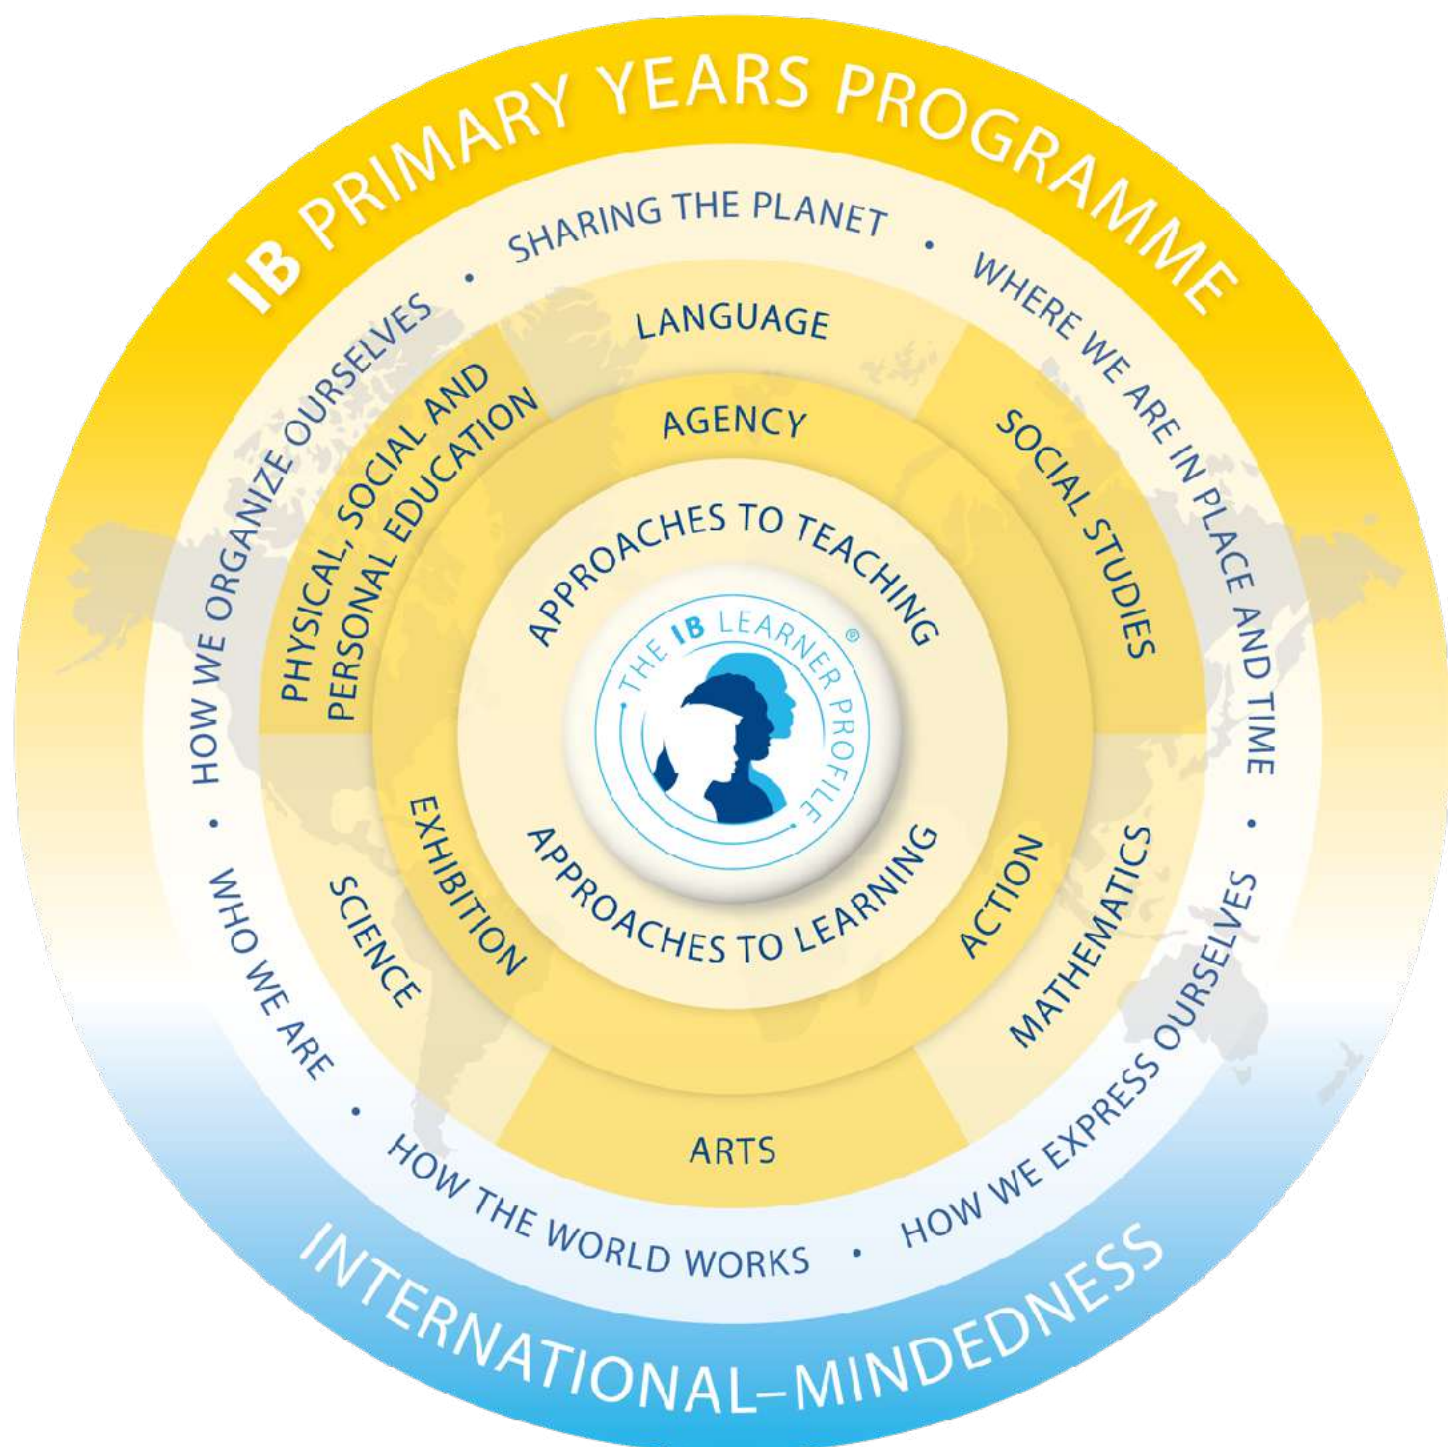 IB PRIMARY YEARS PROGRAMME
SHARING THE PLANET
•
WHERE WE ARE IN PLACE AND TIME
•
HOW WE EXPRESS OURSELVES
•
HOW THE WORLD WORKS
•
WHO WE ARE
•
HOW WE ORGANIZE OURSELVES
•
LANGUAGE
SOCIAL STUDIES
MATHEMATICS
ARTS
SCIENCE
PHYSICAL, SOCIAL AND
PERSONAL EDUCATION
AGENCY
ACTION
EXHIBITION
APPROACHES TO TEACHING
APPROACHES TO LEARNING
THE IB LEARNER PROFILE
®
INTERNATIONAL–MINDEDNESS